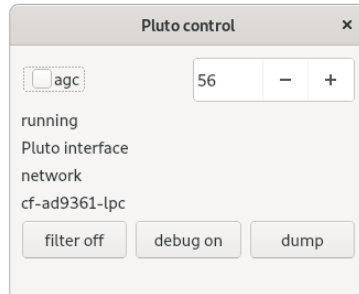 Pluto control ×
agc 56 − +
running
Pluto interface
network
cf-ad9361-lpc
filter off debug on dump